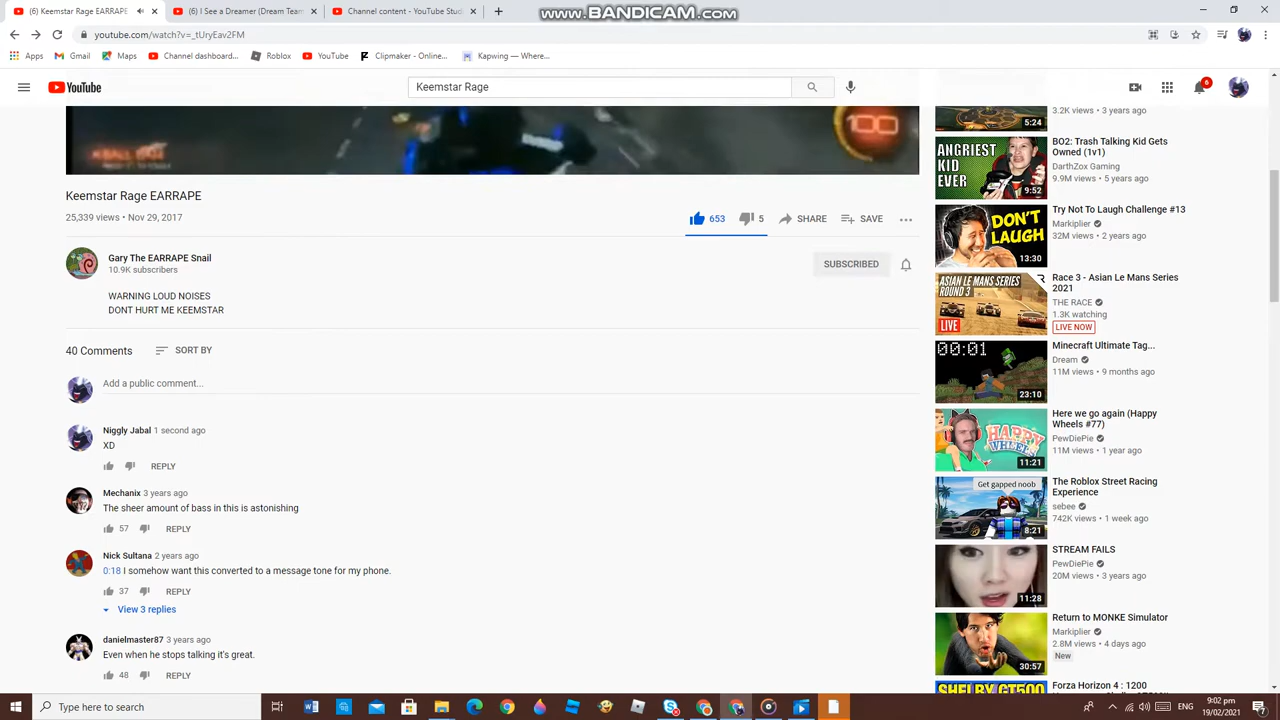 (6) Keemstar Rage EARRAPE
(6) I See a Dreamer (Dream Team
Channel content - YouTube Studio
www.BANDICAM.com
youtube.com/watch?v=_tUryEav2FM
Apps
Gmail
Maps
Channel dashboard...
Roblox
YouTube
Clipmaker - Online...
Kapwing — Where...
YouTube
Keemstar Rage
6
Keemstar Rage EARRAPE
25,339 views • Nov 29, 2017
653
5
SHARE
SAVE
Gary The EARRAPE Snail
10.9K subscribers
SUBSCRIBED
WARNING LOUD NOISES
DONT HURT ME KEEMSTAR
40 Comments
SORT BY
Add a public comment...
Niggly Jabal 1 second ago
XD
REPLY
Mechanix 3 years ago
The sheer amount of bass in this is astonishing
57
REPLY
Nick Sultana 2 years ago
0:18 I somehow want this converted to a message tone for my phone.
37
REPLY
View 3 replies
danielmaster87 3 years ago
Even when he stops talking it's great.
48
REPLY
3.2K views • 3 years ago
5:24
BO2: Trash Talking Kid Gets
Owned (1v1)
DarthZox Gaming
9.9M views • 5 years ago
ANGRIEST
KID
EVER
9:52
Try Not To Laugh Challenge #13
Markiplier
32M views • 2 years ago
DON'T
LAUGH
13:30
Race 3 - Asian Le Mans Series
2021
THE RACE
1.3K watching
LIVE NOW
ASIAN LE MANS SERIES
ROUND 3
LIVE
Minecraft Ultimate Tag...
Dream
11M views • 9 months ago
00:01
23:10
Here we go again (Happy
Wheels #77)
PewDiePie
11M views • 1 year ago
HAPPY
WHEELS
11:21
The Roblox Street Racing
Experience
sebee
742K views • 1 week ago
Get gapped noob
8:21
STREAM FAILS
PewDiePie
20M views • 3 years ago
11:28
Return to MONKE Simulator
Markiplier
2.8M views • 4 days ago
New
30:57
Forza Horizon 4 : 1200
SHELBY GT500
Type here to search
ENG
9:02 pm
19/02/2021